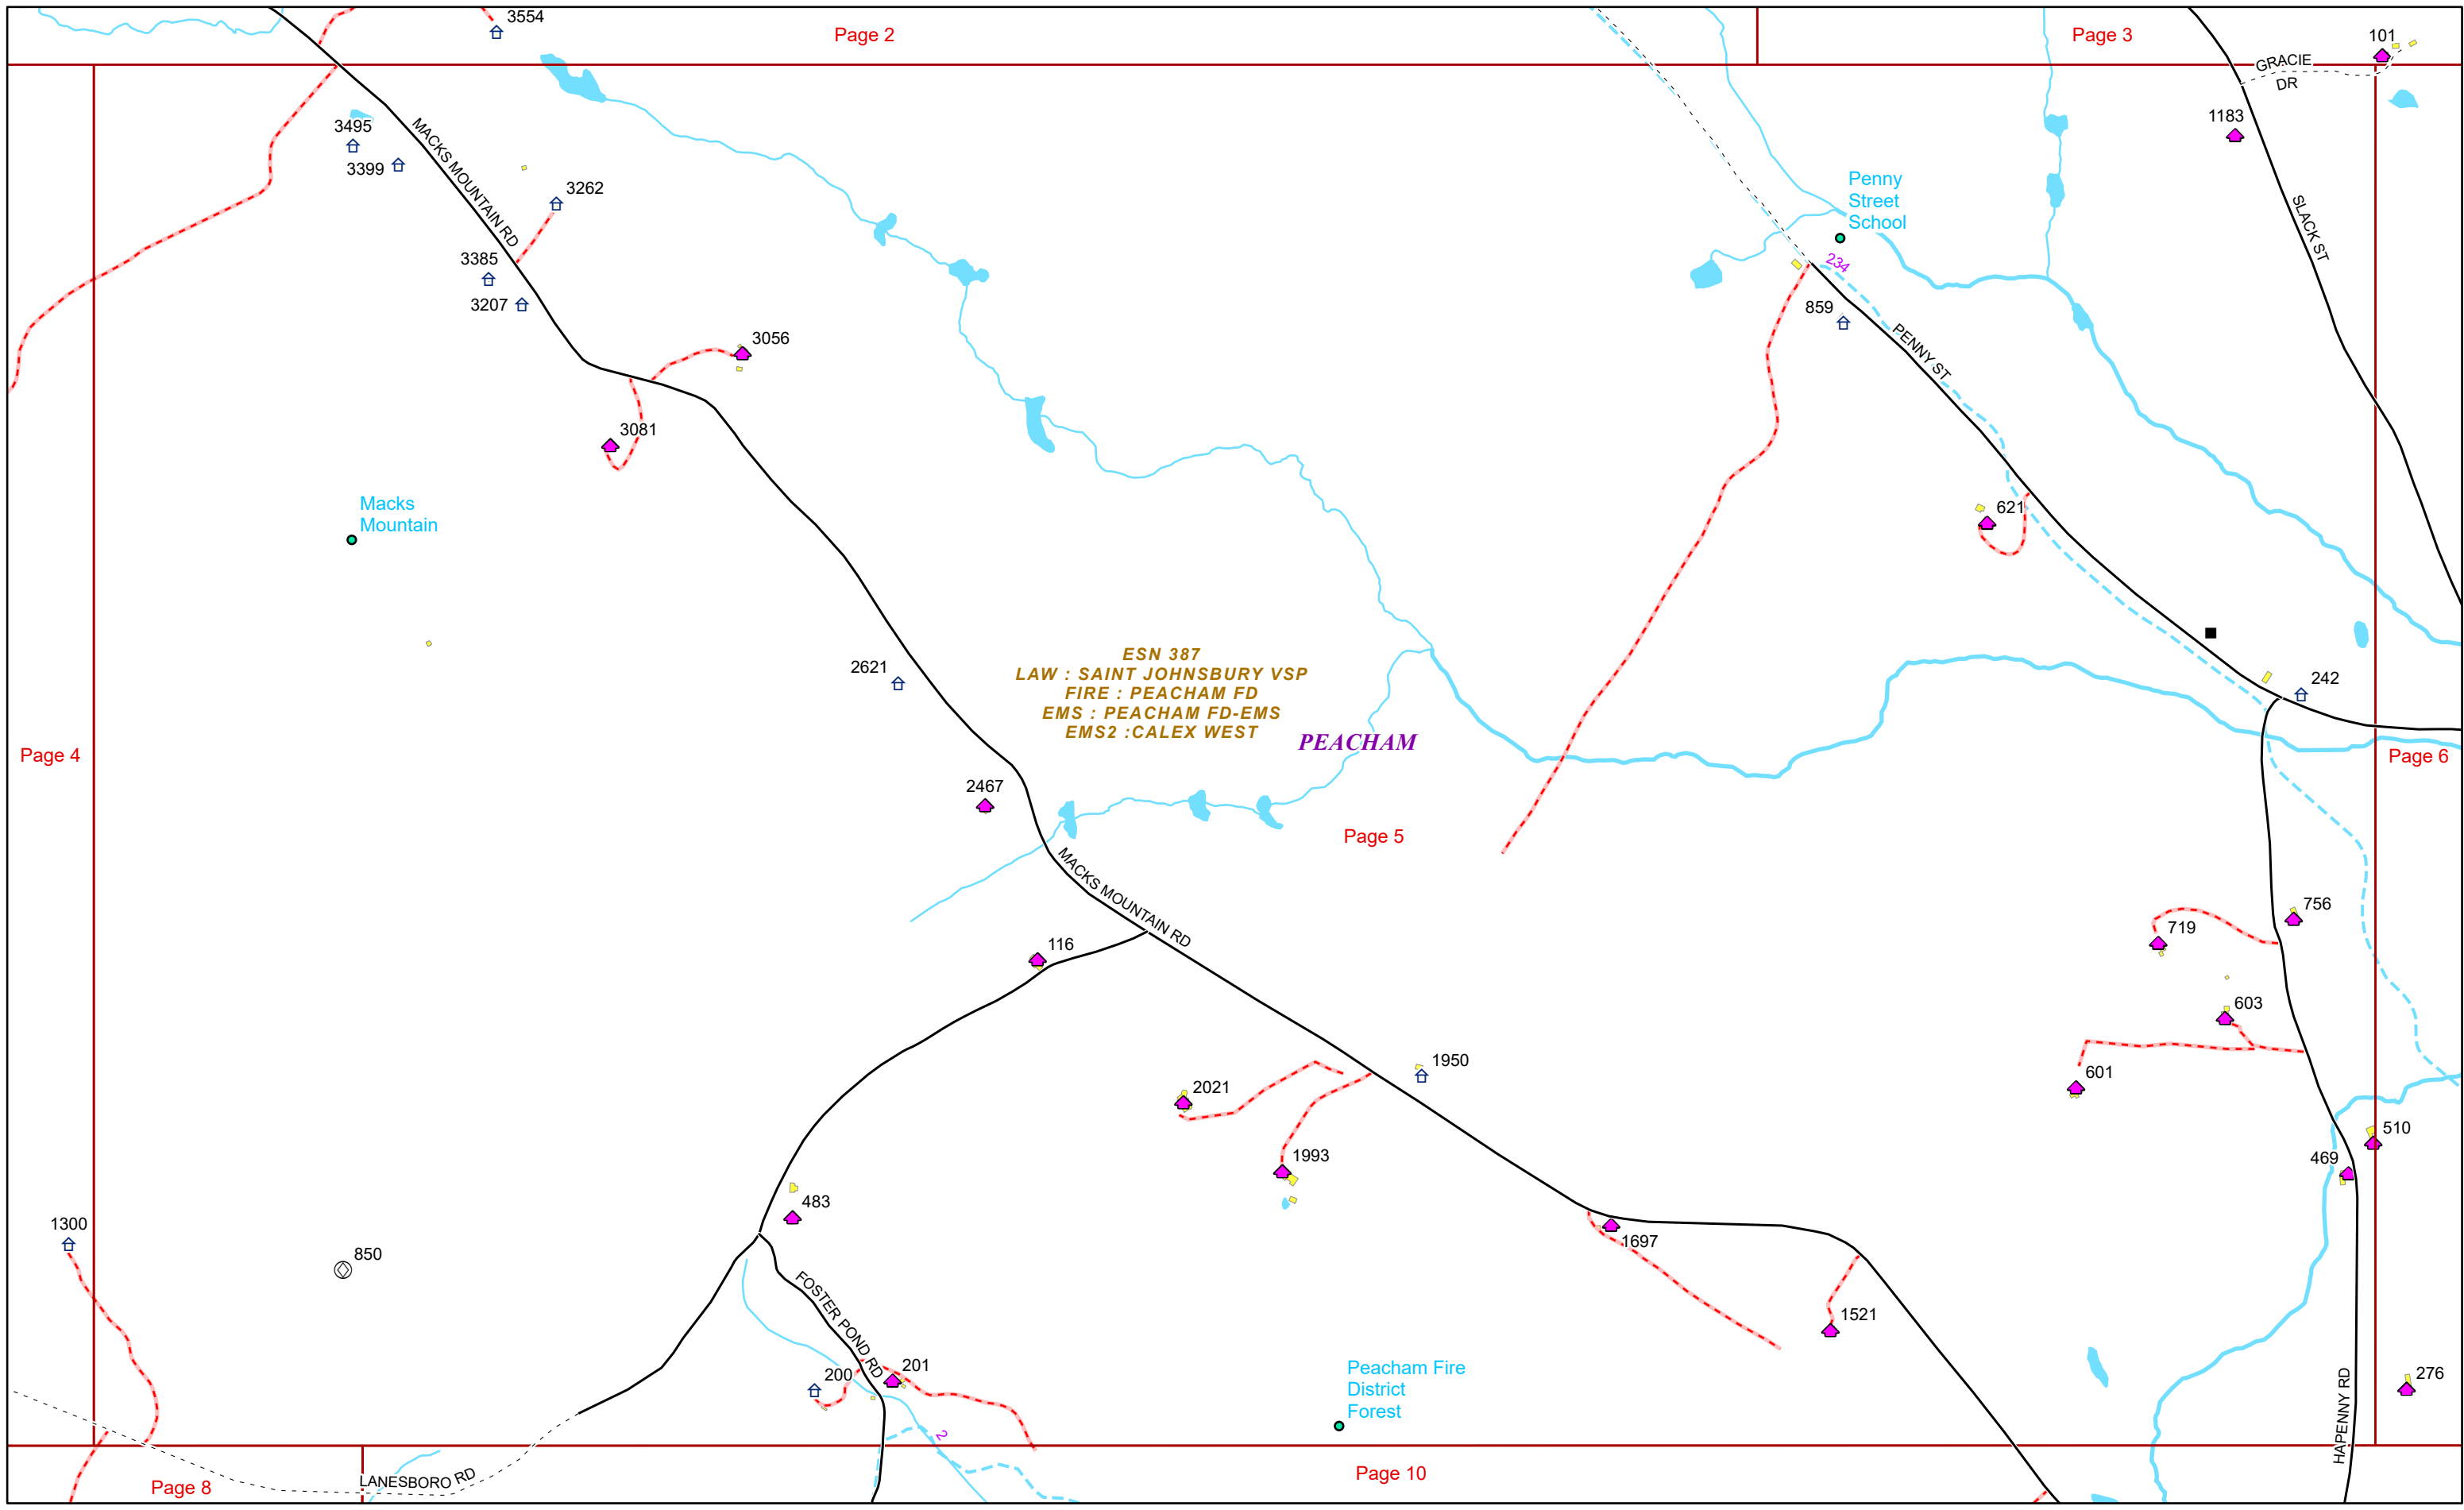 3554
Page 2
Page 3
101
GRACIE
DR
1183
3495
3399
MACKS MOUNTAIN RD
3262
Penny
Street
School
SLACK ST
3385
3207
234
859
PENNY ST
3056
3081
Macks
Mountain
621
ESN 387
LAW : SAINT JOHNSBURY VSP
FIRE : PEACHAM FD
EMS : PEACHAM FD-EMS
EMS2 :CALEX WEST
2621
242
PEACHAM
Page 4
Page 6
2467
Page 5
MACKS MOUNTAIN RD
756
719
116
603
1950
601
2021
510
1993
469
483
1300
1697
850
FOSTER POND RD
1521
200
201
Peacham Fire
District
Forest
276
HAPENNY RD
2
LANESBORO RD
Page 8
Page 10